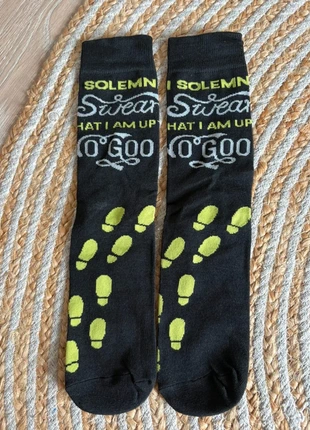 I SOLEMN
Swear
HAT I AM UP
O GOO
I SOLEMN
Swear
HAT I AM UP
O GOO